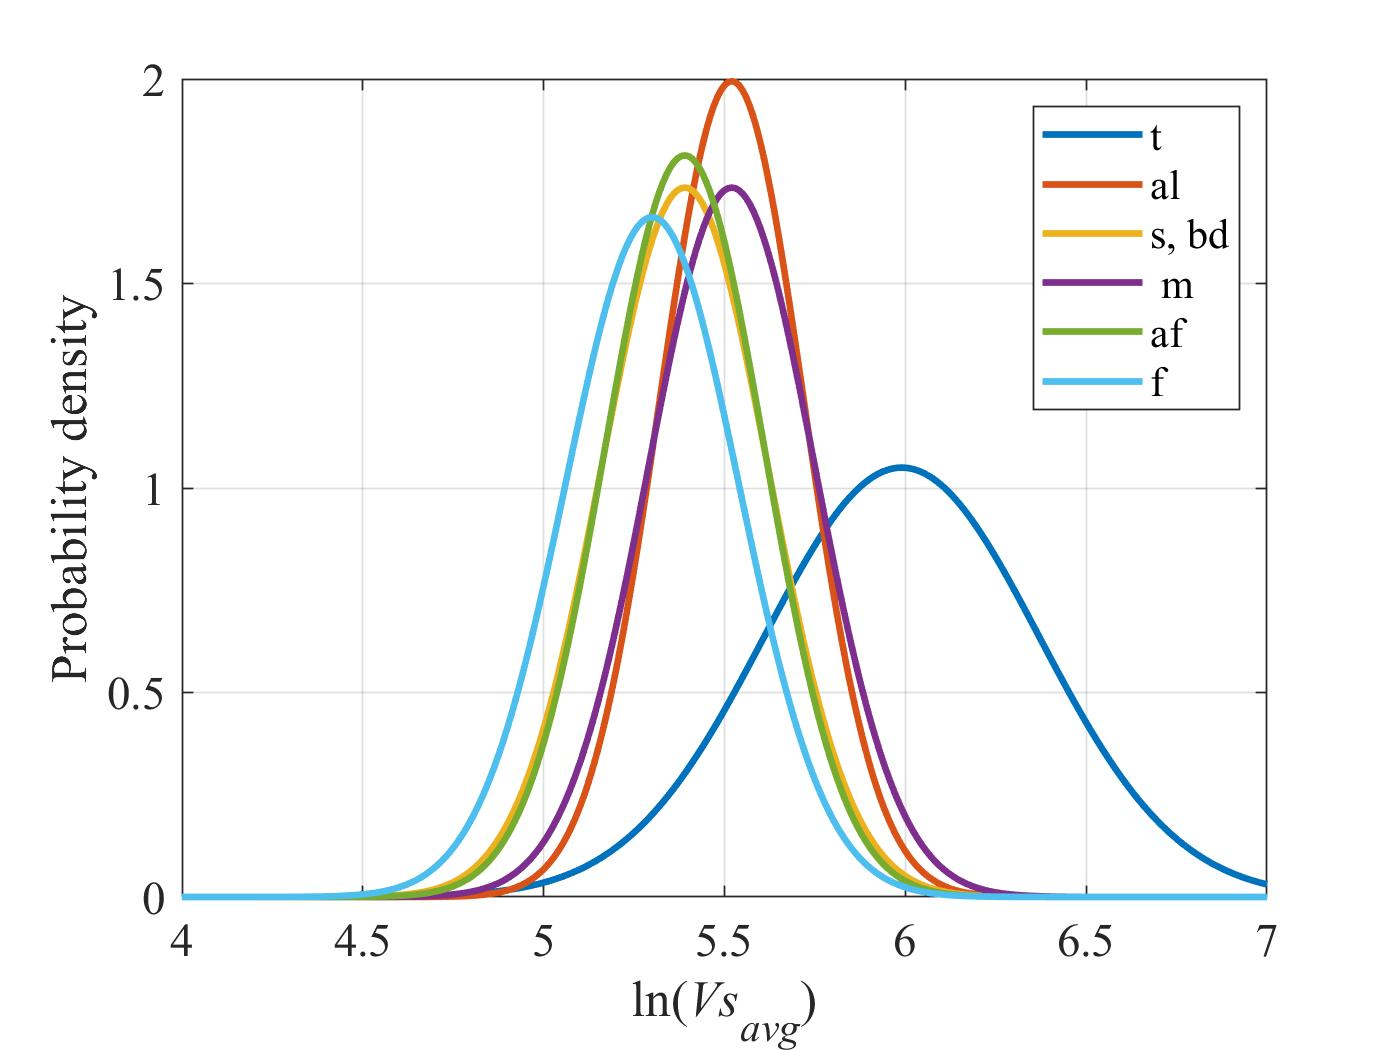 Probability density
2
1.5
1
0.5
0
4 4.5 5 5.5 6 6.5 7
ln(Vs_avg)
t
al
s, bd
m
af
f